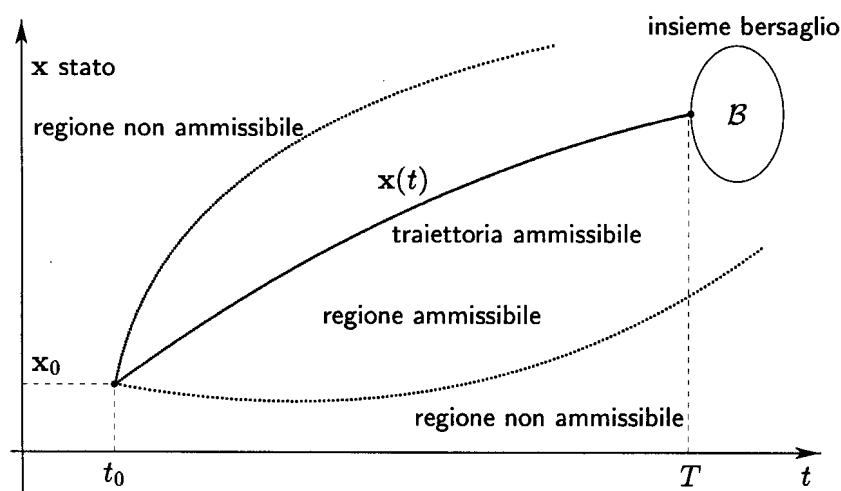 insieme bersaglio
x stato
regione non ammissibile
B
x(t)
traiettoria ammissibile
regione ammissibile
x₀
regione non ammissibile
t₀
T
t